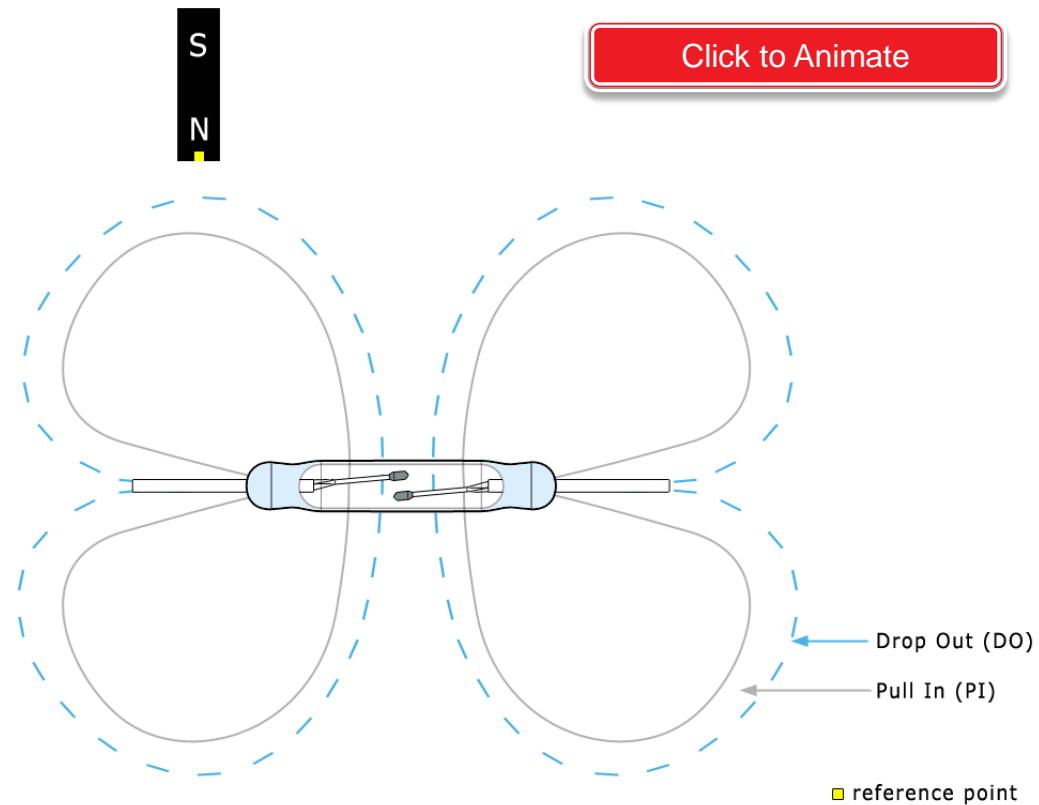 S
Click to Animate
N
Drop Out (DO)
Pull In (PI)
reference point